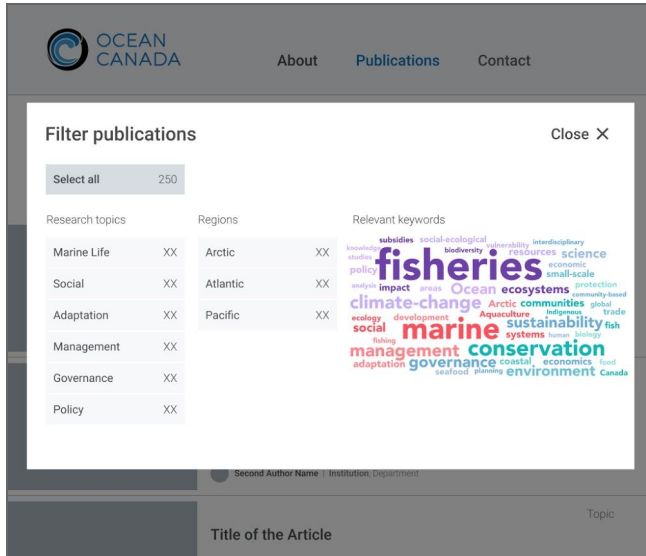 OCEAN
CANADA
About Publications Contact
Filter publications
Close ×
Select all 250
Research topics
Marine Life XX
Social XX
Adaptation XX
Management XX
Governance XX
Policy XX
Regions
Arctic XX
Atlantic XX
Pacific XX
Relevant keywords
subsidies social-ecological vulnerability interdisciplinary
knowledge biodiversity resources science
studies fisheries economic
policy small-scale
analysis impact areas Ocean ecosystems protection
community-based
climate-change Arctic communities global
ecology development Aquaculture Indigenous trade
social marine sustainability fish
fishing systems human biology
management conservation
adaptation governance coastal economics food
seafood planning environment Canada
Second Author Name | Institution, Department
Topic
Title of the Article